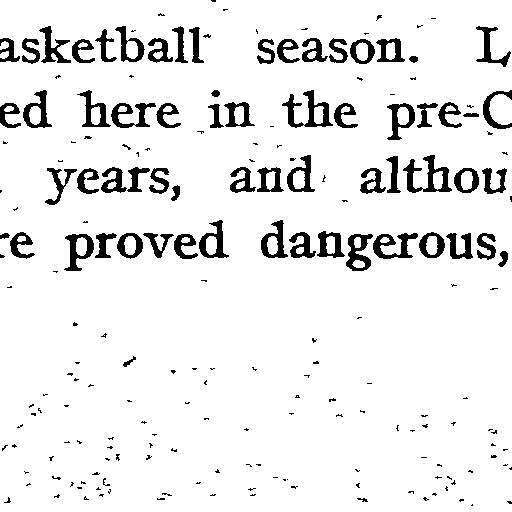 asketball season. L
ed here in the pre-C
years, and althou
re proved dangerous,